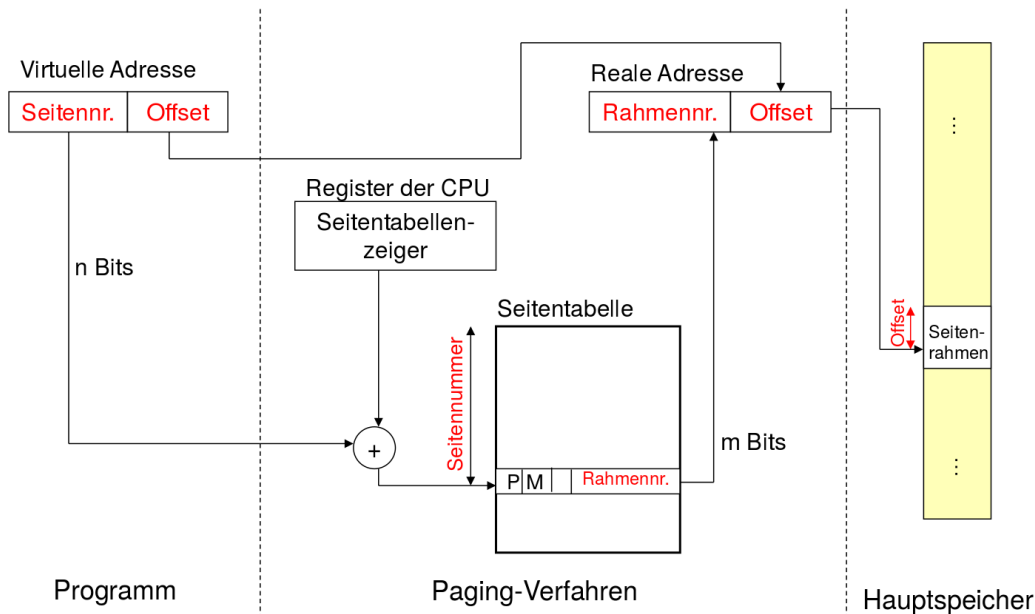 Virtuelle Adresse
Seitennr. Offset
n Bits
Register der CPU
Seitentabellen-
zeiger
+
Seitentabelle
Seitennummer
P M Rahmennr.
m Bits
Reale Adresse
Rahmennr. Offset
...
Offset
Seiten-
rahmen
...
Programm
Paging-Verfahren
Hauptspeicher